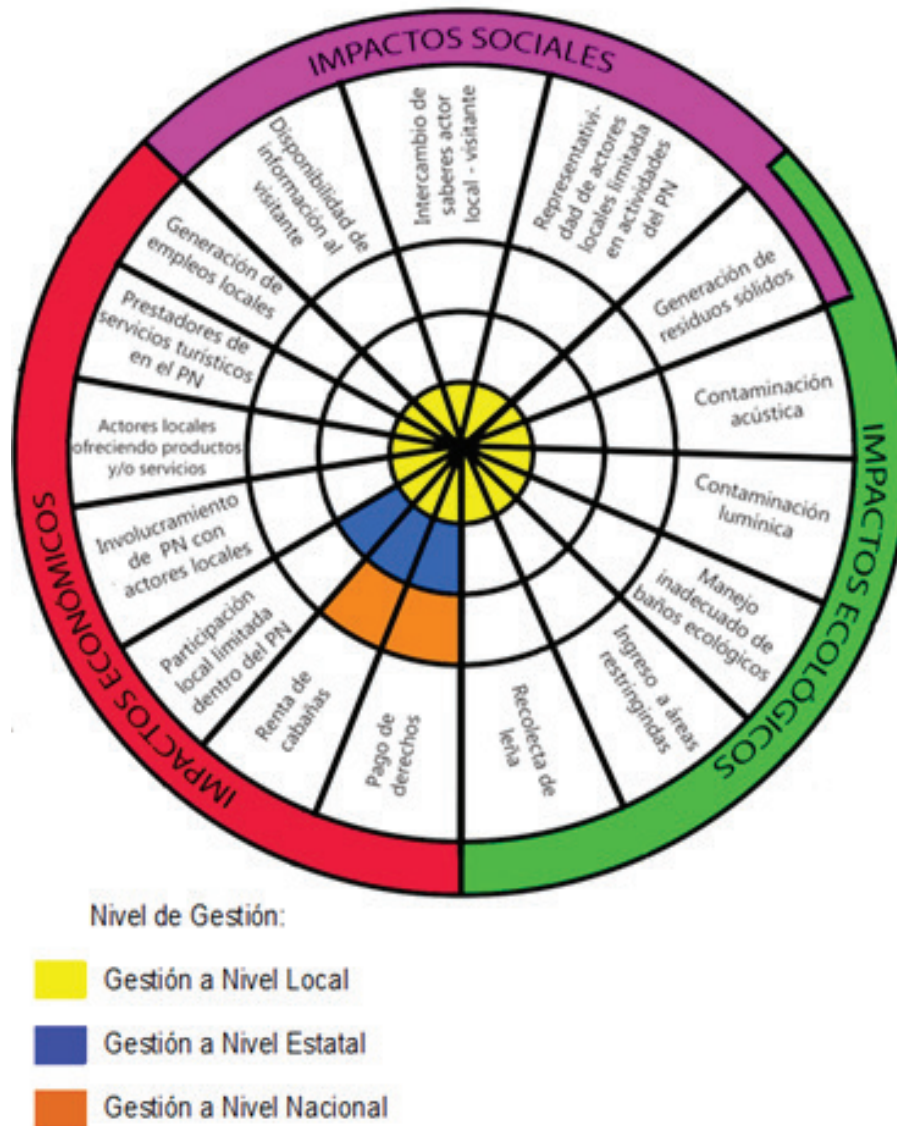 IMPACTOS SOCIALES
IMPACTOS ECOLÓGICOS
IMPACTOS ECONÓMICOS
Disponibilidad de
información al
visitante
Intercambio de
saberes actor
local - visitante
Representativi-
dad de actores
locales limitada
en actividades
del PN
Generación de
residuos sólidos
Contaminación
acústica
Contaminación
lumínica
Manejo
inadecuado de
baños ecológicos
Ingreso a áreas
restringindas
Recolecta de
leña
Pago de
derechos
Renta de
cabañas
Participación
local limitada
dentro del PN
Involucramiento
de PN con
actores locales
Actores locales
ofreciendo productos
y/o servicios
Prestadores de
servicios turísticos
en el PN
Generación de
empleos locales
Nivel de Gestión:
Gestión a Nivel Local
Gestión a Nivel Estatal
Gestión a Nivel Nacional